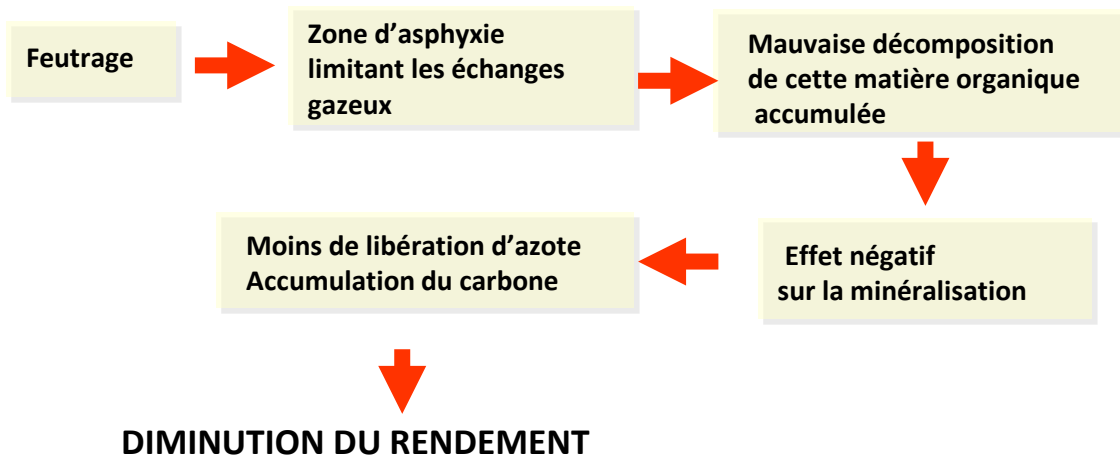 Feutrage
Zone d’asphyxie
limitant les échanges
gazeux
Mauvaise décomposition
de cette matière organique
accumulée
Effet négatif
sur la minéralisation
Moins de libération d’azote
Accumulation du carbone
DIMINUTION DU RENDEMENT